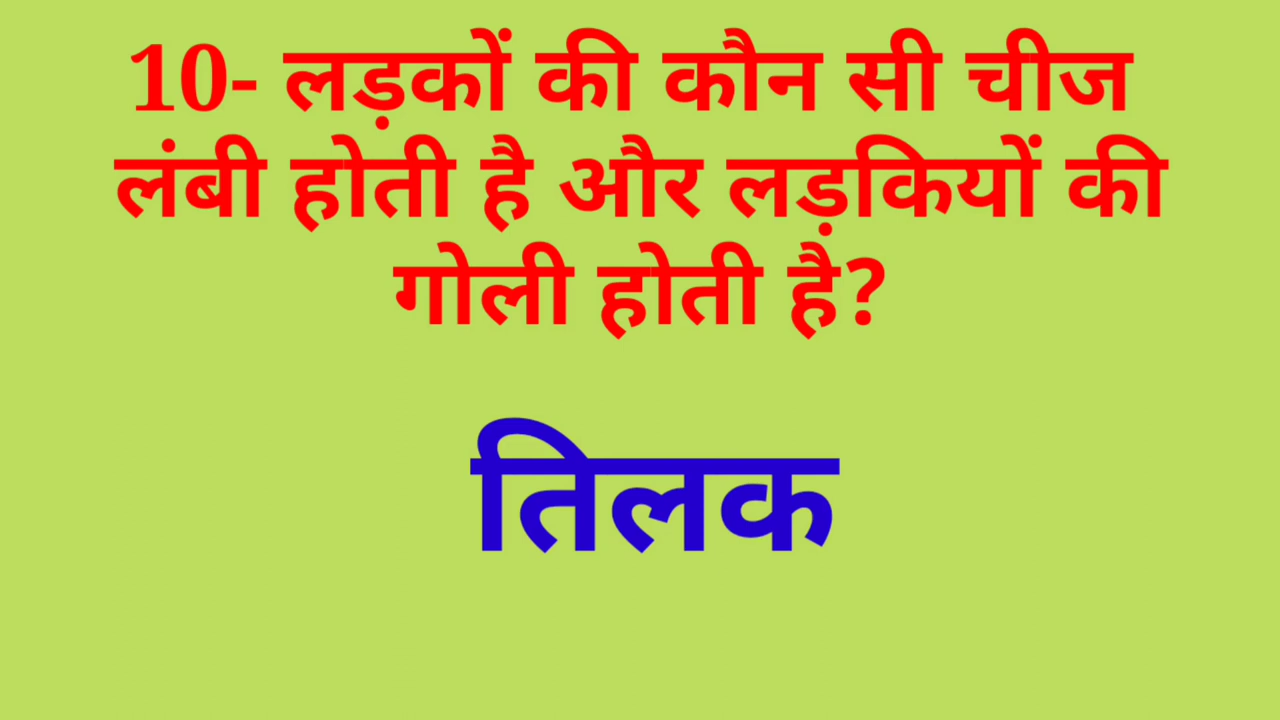 10- लड़कों की कौन सी चीज
लंबी होती है और लड़कियों की
गोली होती है?
तिलक